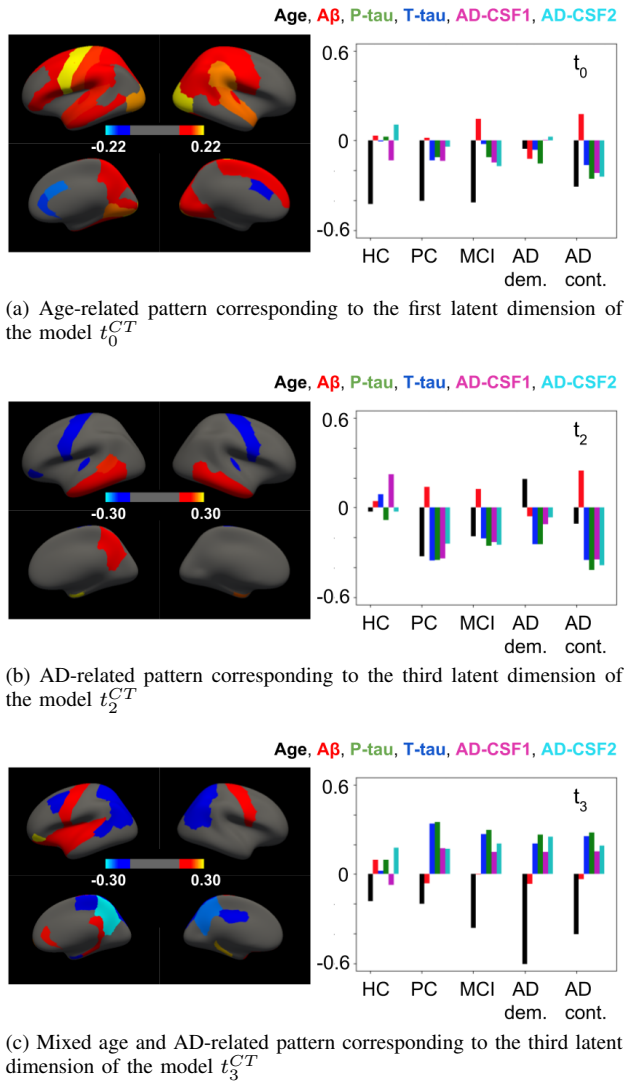 Age, Aβ, P-tau, T-tau, AD-CSF1, AD-CSF2
0.6
t0
-0.22 0.22
0
-0.6
HC PC MCI AD dem. AD cont.
(a) Age-related pattern corresponding to the first latent dimension of
the model t_0^{CT}
Age, Aβ, P-tau, T-tau, AD-CSF1, AD-CSF2
0.6
t2
-0.30 0.30
0
-0.6
HC PC MCI AD dem. AD cont.
(b) AD-related pattern corresponding to the third latent dimension of
the model t_2^{CT}
Age, Aβ, P-tau, T-tau, AD-CSF1, AD-CSF2
0.6
t3
-0.30 0.30
0
-0.6
HC PC MCI AD dem. AD cont.
(c) Mixed age and AD-related pattern corresponding to the third latent
dimension of the model t_3^{CT}